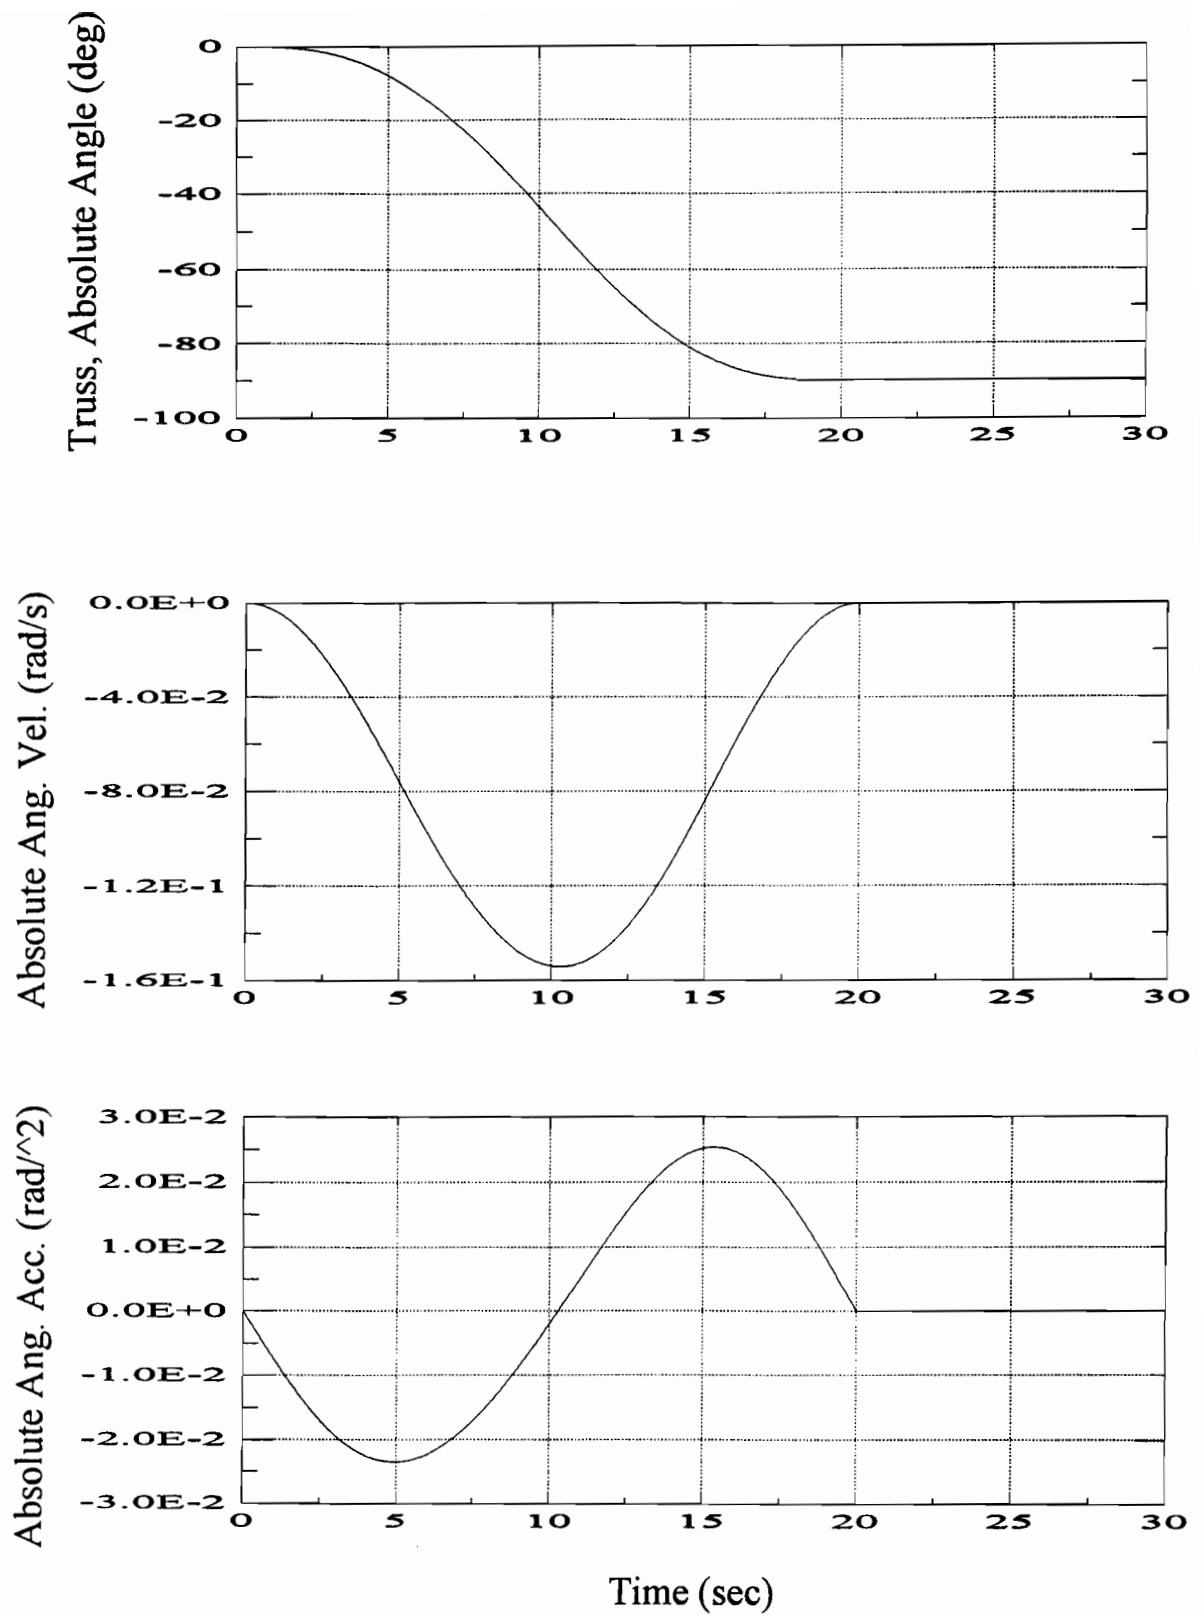 Truss, Absolute Angle (deg)
0
-20
-40
-60
-80
-100
0 5 10 15 20 25 30
Absolute Ang. Vel. (rad/s)
0.0E+0
-4.0E-2
-8.0E-2
-1.2E-1
-1.6E-1
0 5 10 15 20 25 30
Absolute Ang. Acc. (rad/^2)
3.0E-2
2.0E-2
1.0E-2
0.0E+0
-1.0E-2
-2.0E-2
-3.0E-2
0 5 10 15 20 25 30
Time (sec)